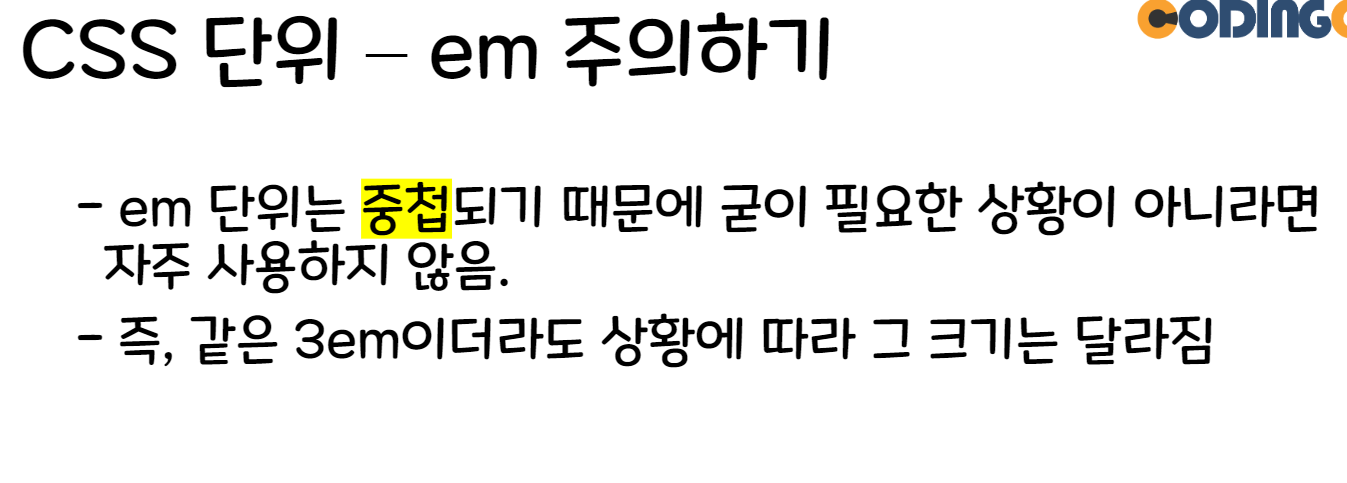 CODINGO
CSS 단위 – em 주의하기
- em 단위는 중첩되기 때문에 굳이 필요한 상황이 아니라면
자주 사용하지 않음.
- 즉, 같은 3em이더라도 상황에 따라 그 크기는 달라짐